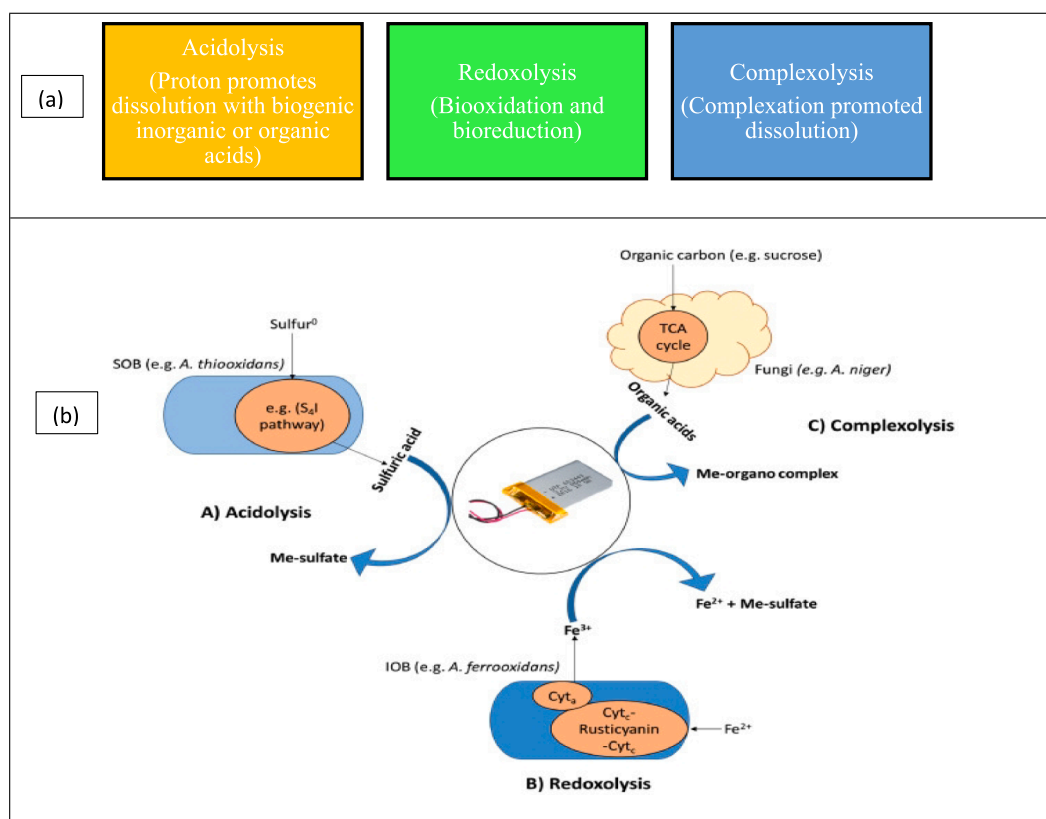 (a)
Acidolysis
(Proton promotes
dissolution with biogenic
inorganic or organic
acids)
Redoxolysis
(Biooxidation and
bioreduction)
Complexolysis
(Complexation promoted
dissolution)
(b)
Organic carbon (e.g. sucrose)
TCA
cycle
Fungi (e.g. A. niger)
Organic acids
C) Complexolysis
Me-organo complex
Sulfur⁰
SOB (e.g. A. thiooxidans)
e.g. (S₄I
pathway)
Sulfuric acid
A) Acidolysis
Me-sulfate
Fe²⁺ + Me-sulfate
Fe³⁺
IOB (e.g. A. ferrooxidans)
Cytₐ
Cyt꜀-
Rusticyanin
-Cyt꜀
Fe²⁺
B) Redoxolysis